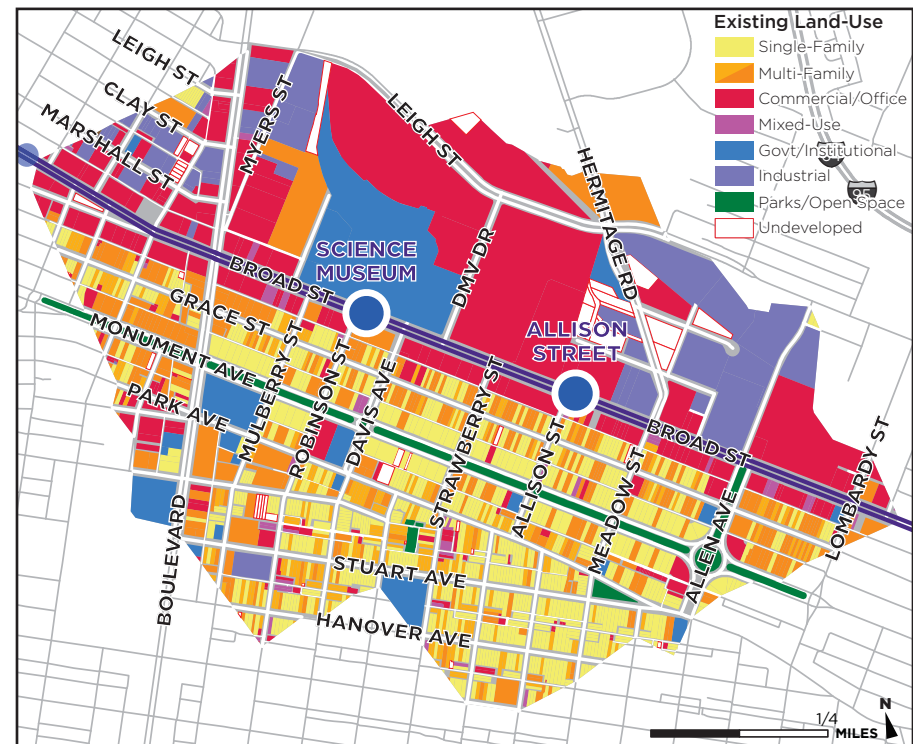 Existing Land-Use
Single-Family
Multi-Family
Commercial/Office
Mixed-Use
Govt/Institutional
Industrial
Parks/Open Space
Undeveloped
95
LEIGH ST
CLAY ST
MARSHALL ST
MYERS ST
LEIGH ST
HERMITAGE RD
DMV DR
SCIENCE
MUSEUM
BROAD ST
ALLISON
STREET
GRACE ST
MONUMENT AVE
PARK AVE
MULBERRY ST
ROBINSON ST
DAVIS AVE
STRAWBERRY ST
ALLISON ST
MEADOW ST
BROAD ST
ALLEN AVE
LOMBARDY ST
BOULEVARD
STUART AVE
HANOVER AVE
N
1/4
MILES